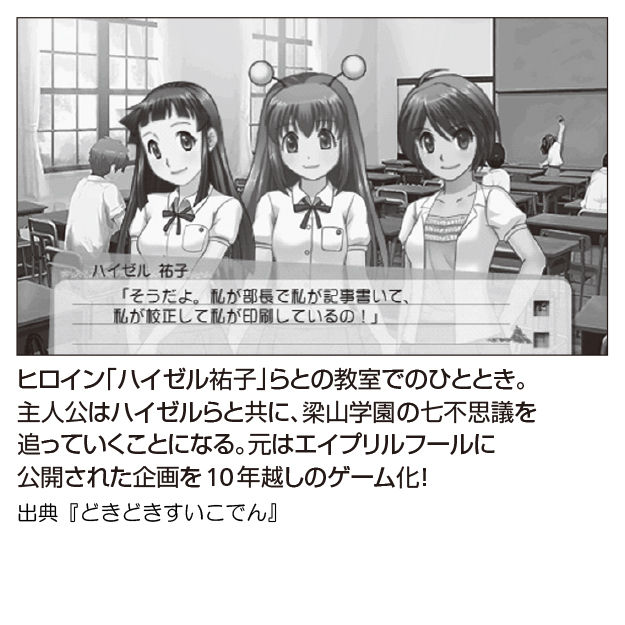 ハイゼル 祐子
「そうだよ。私が部長で私が記事書いて、
私が校正して私が印刷しているの！」
ヒロイン「ハイゼル祐子」らとの教室でのひととき。
主人公はハイゼルらと共に、梁山学園の七不思議を
追っていくことになる。元はエイプリルフールに
公開された企画を10年越しのゲーム化！
出典『どきどきすいこでん』